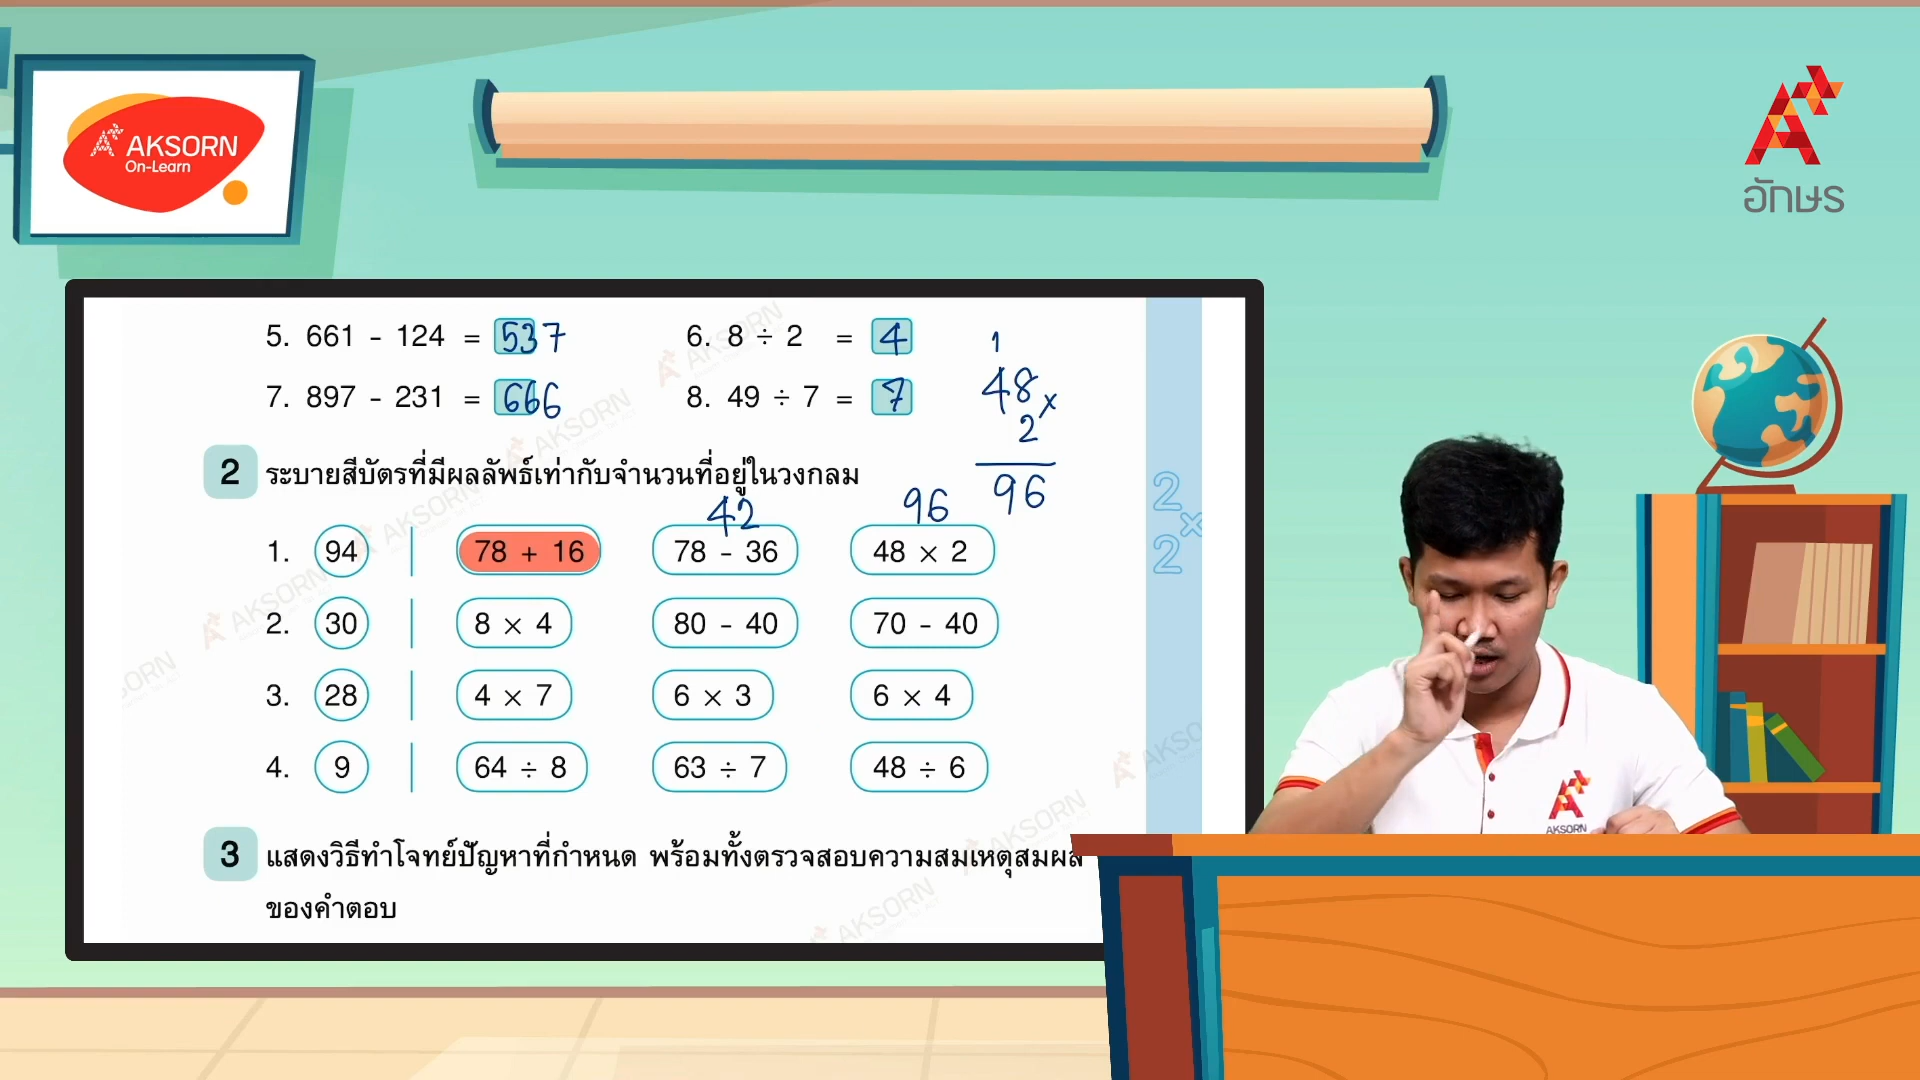 AKSORN
On-Learn
อักษร
5. 661 - 124 = 537
6. 8 ÷ 2 = 4
7. 897 - 231 = 666
8. 49 ÷ 7 = 7
1
48 x
2
96
2 ระบายสีบัตรที่มีผลลัพธ์เท่ากับจำนวนที่อยู่ในวงกลม
42
96
1. 94 | 78 + 16 78 - 36 48 × 2
2. 30 | 8 × 4 80 - 40 70 - 40
3. 28 | 4 × 7 6 × 3 6 × 4
4. 9 | 64 ÷ 8 63 ÷ 7 48 ÷ 6
2
×
2
3 แสดงวิธีทำโจทย์ปัญหาที่กำหนด พร้อมทั้งตรวจสอบความสมเหตุสมผล
ของคำตอบ
AKSORN